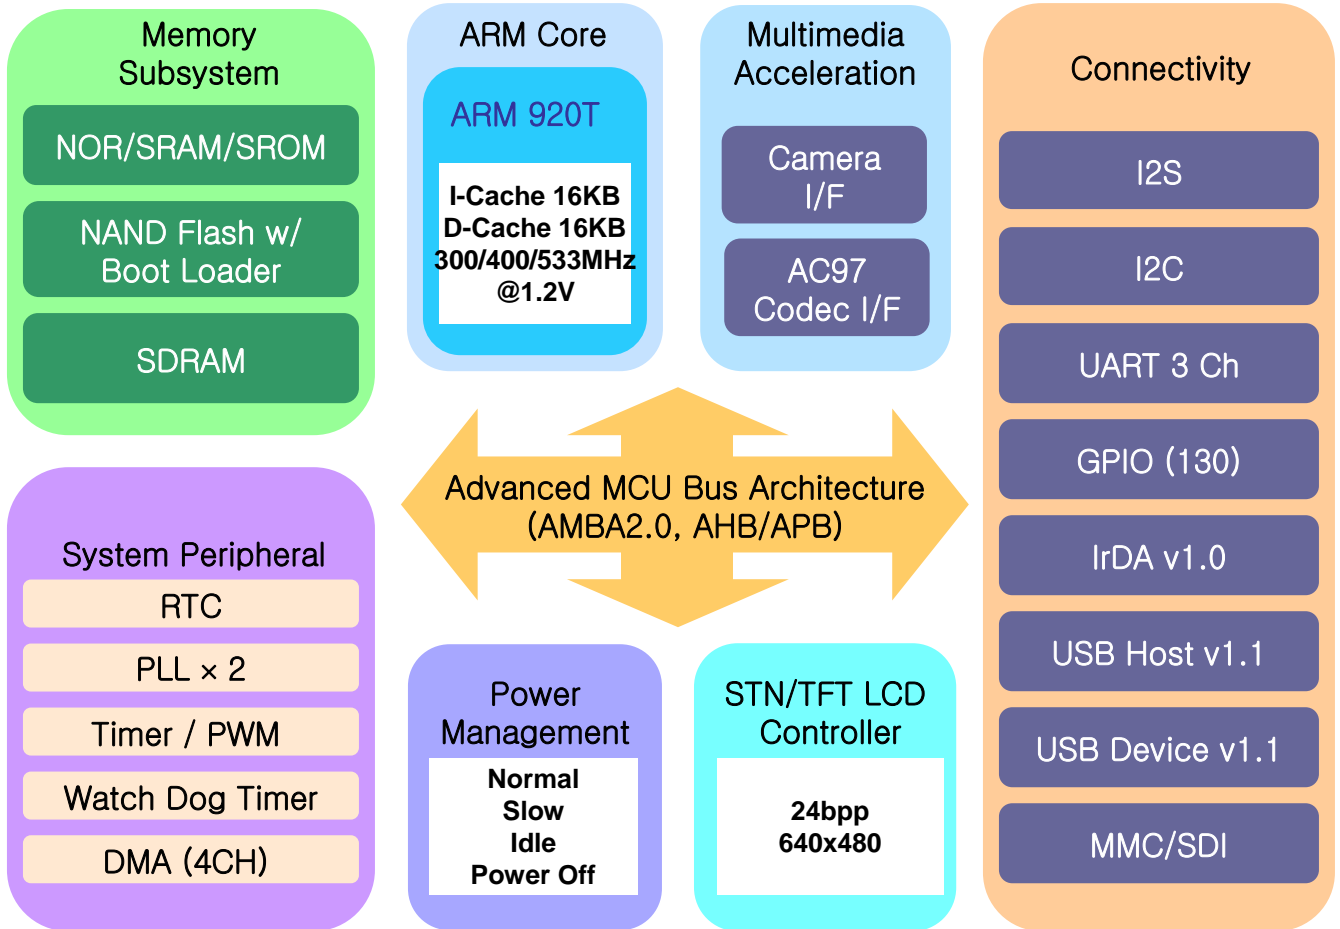 Memory
Subsystem
NOR/SRAM/SROM
NAND Flash w/
Boot Loader
SDRAM
ARM Core
ARM 920T
I-Cache 16KB
D-Cache 16KB
300/400/533MHz
@1.2V
Multimedia
Acceleration
Camera
I/F
AC97
Codec I/F
Connectivity
I2S
I2C
UART 3 Ch
GPIO (130)
IrDA v1.0
USB Host v1.1
USB Device v1.1
MMC/SDI
Advanced MCU Bus Architecture
(AMBA2.0, AHB/APB)
System Peripheral
RTC
PLL × 2
Timer / PWM
Watch Dog Timer
DMA (4CH)
Power
Management
Normal
Slow
Idle
Power Off
STN/TFT LCD
Controller
24bpp
640x480